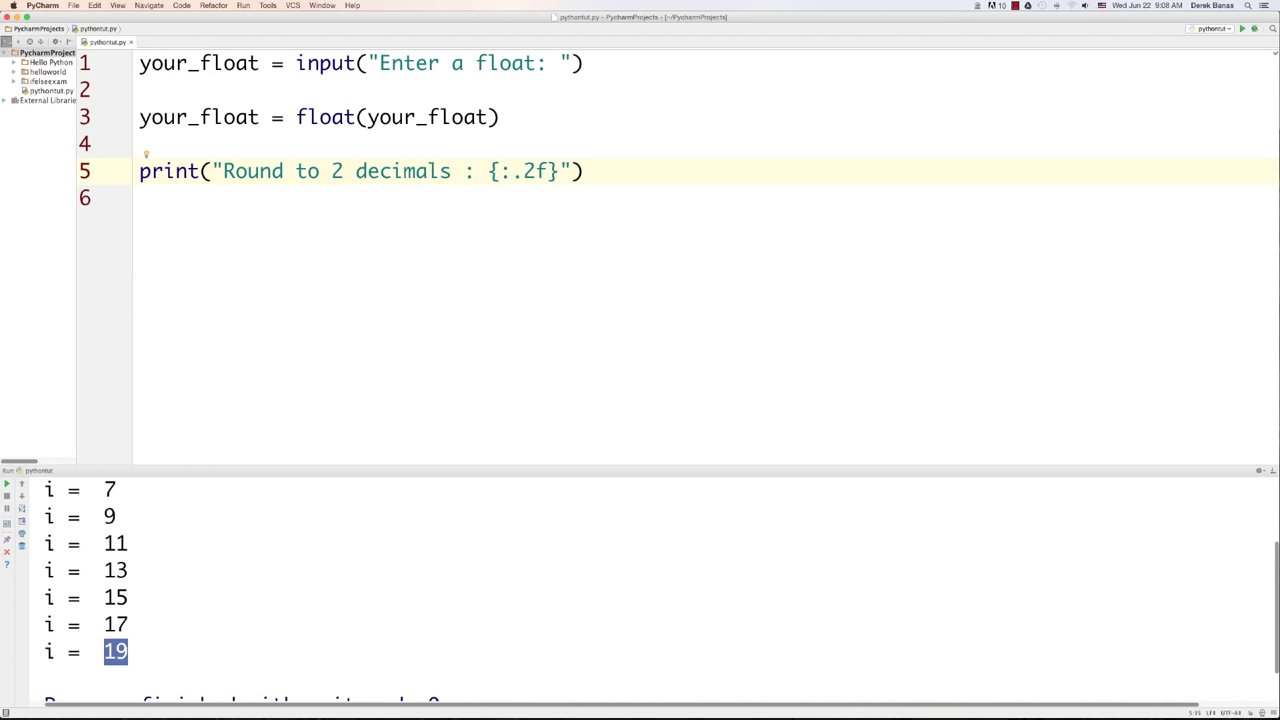 PyCharm File Edit View Navigate Code Refactor Run Tools VCS Window Help 10 Wed Jun 22 9:08 AM Derek Banas
pythontut.py - PycharmProjects - [~/PycharmProjects]
PycharmProjects pythontut.py pythontut
pythontut.py
PycharmProject
Hello Python
helloworld
ifelseexam
pythontut.py
External Librarie
1 your_float = input("Enter a float: ")
2
3 your_float = float(your_float)
4
5 print("Round to 2 decimals : {:.2f}")
6
Run pythontut
i = 7
i = 9
i = 11
i = 13
i = 15
i = 17
i = 19
5:35 LF÷ UTF-8÷